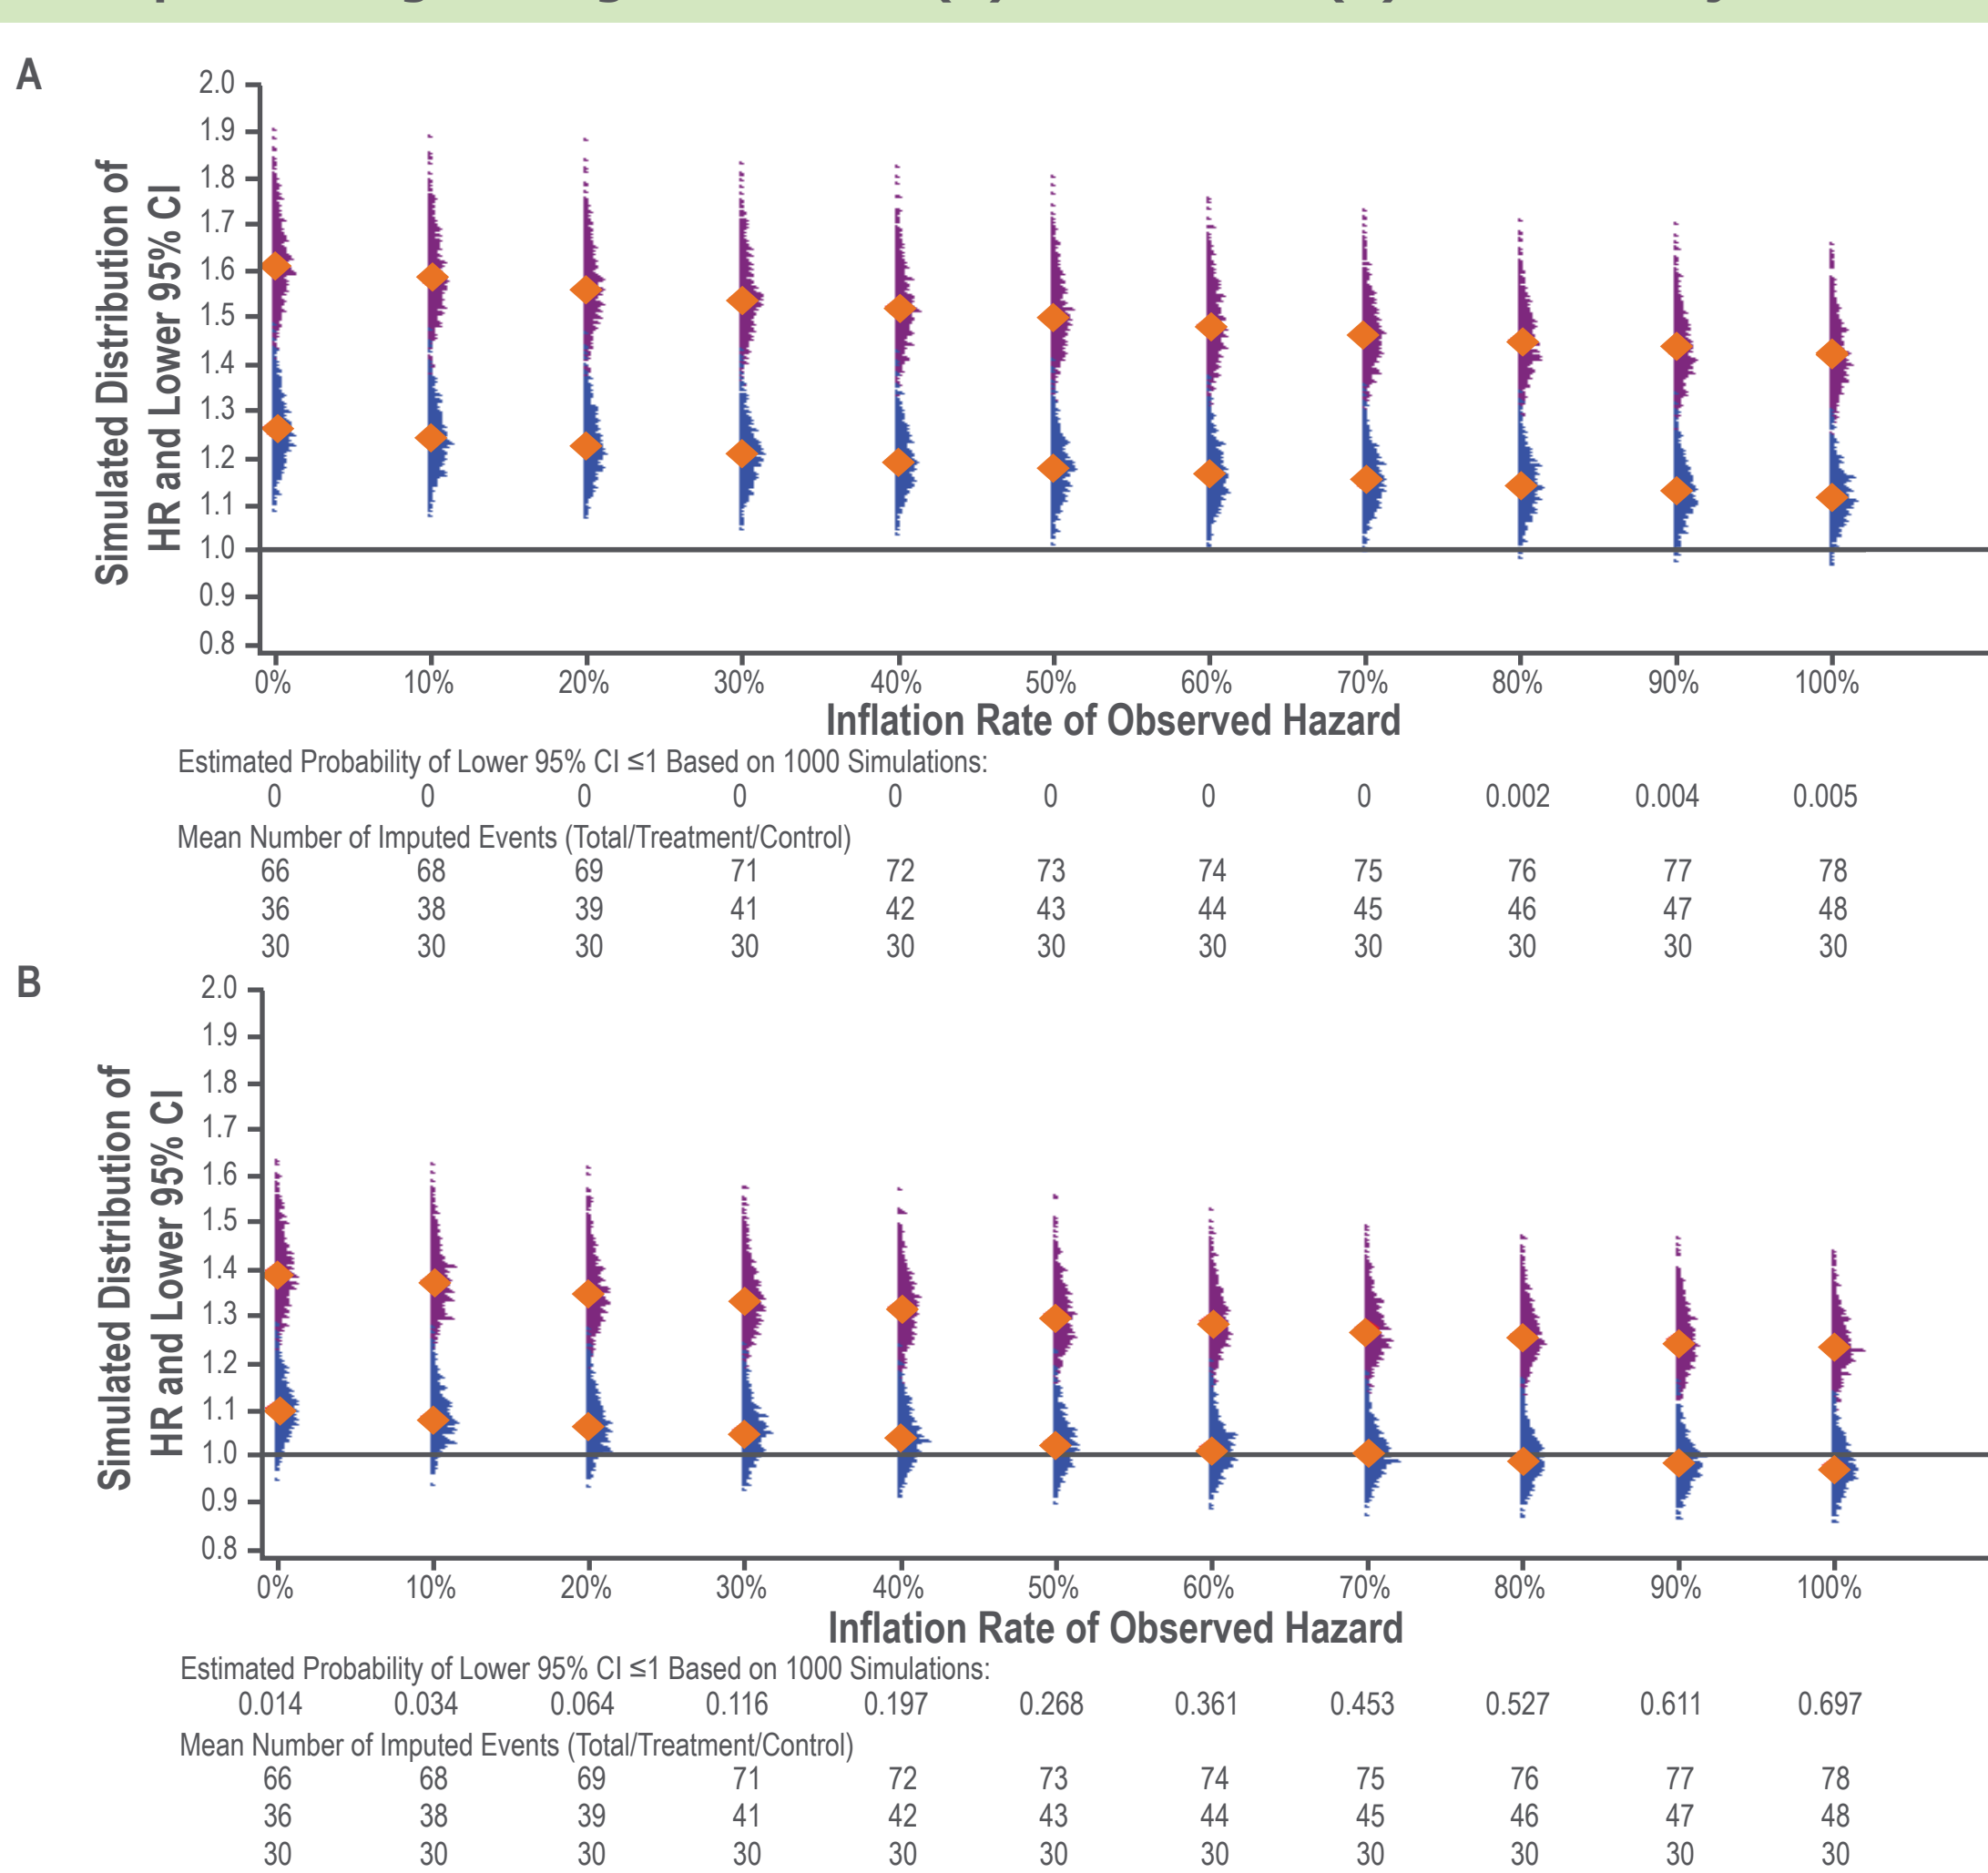 A
Simulated Distribution of
HR and Lower 95% CI
2.0
1.9
1.8
1.7
1.6
1.5
1.4
1.3
1.2
1.1
1.0
0.9
0.8
0% 10% 20% 30% 40% 50% 60% 70% 80% 90% 100%
Inflation Rate of Observed Hazard
Estimated Probability of Lower 95% CI ≤1 Based on 1000 Simulations:
0 0 0 0 0 0 0 0 0.002 0.004 0.005
Mean Number of Imputed Events (Total/Treatment/Control)
66 68 69 71 72 73 74 75 76 77 78
36 38 39 41 42 43 44 45 46 47 48
30 30 30 30 30 30 30 30 30 30 30
B
Simulated Distribution of
HR and Lower 95% CI
2.0
1.9
1.8
1.7
1.6
1.5
1.4
1.3
1.2
1.1
1.0
0.9
0.8
0% 10% 20% 30% 40% 50% 60% 70% 80% 90% 100%
Inflation Rate of Observed Hazard
Estimated Probability of Lower 95% CI ≤1 Based on 1000 Simulations:
0.014 0.034 0.064 0.116 0.197 0.268 0.361 0.453 0.527 0.611 0.697
Mean Number of Imputed Events (Total/Treatment/Control)
66 68 69 71 72 73 74 75 76 77 78
36 38 39 41 42 43 44 45 46 47 48
30 30 30 30 30 30 30 30 30 30 30